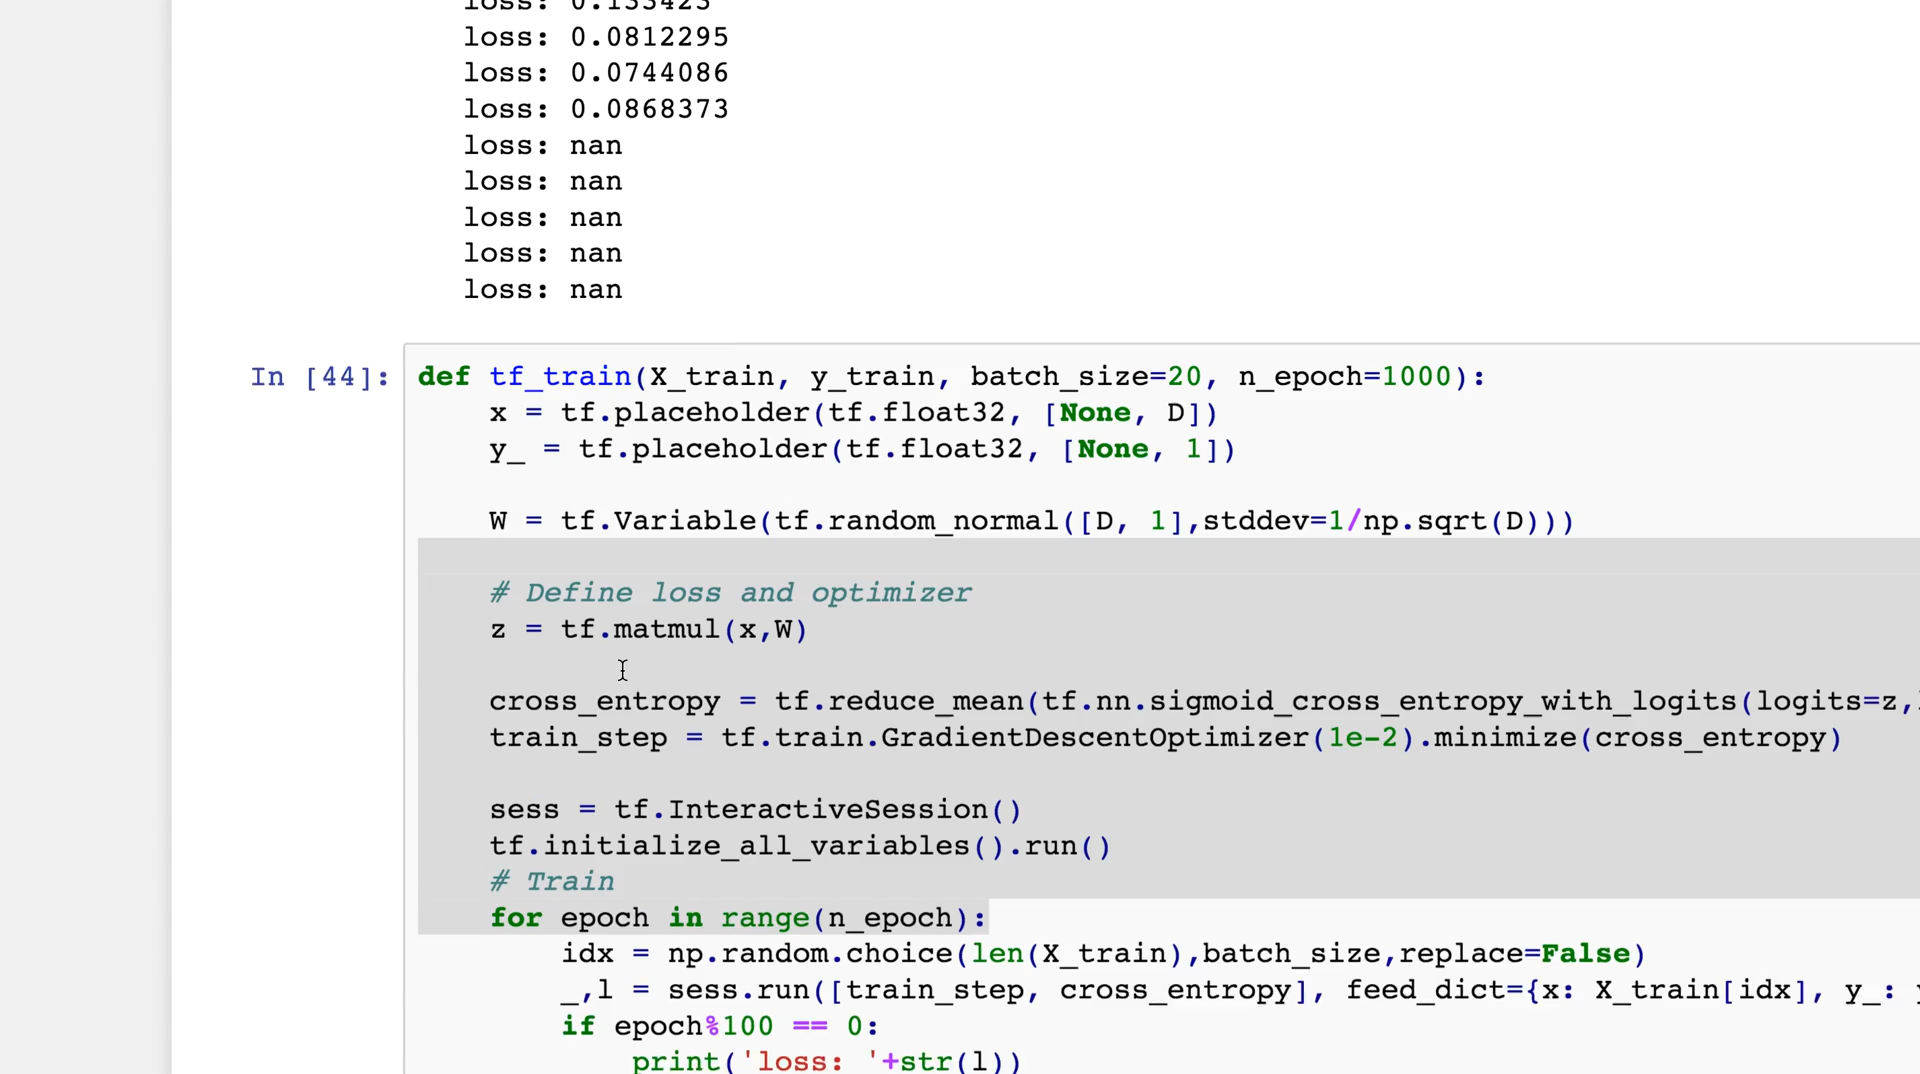 loss: 0.133423
loss: 0.0812295
loss: 0.0744086
loss: 0.0868373
loss: nan
loss: nan
loss: nan
loss: nan
loss: nan
In [44]: def tf_train(X_train, y_train, batch_size=20, n_epoch=1000):
x = tf.placeholder(tf.float32, [None, D])
y_ = tf.placeholder(tf.float32, [None, 1])
W = tf.Variable(tf.random_normal([D, 1],stddev=1/np.sqrt(D)))
# Define loss and optimizer
z = tf.matmul(x,W)
cross_entropy = tf.reduce_mean(tf.nn.sigmoid_cross_entropy_with_logits(logits=z,
train_step = tf.train.GradientDescentOptimizer(1e-2).minimize(cross_entropy)
sess = tf.InteractiveSession()
tf.initialize_all_variables().run()
# Train
for epoch in range(n_epoch):
idx = np.random.choice(len(X_train),batch_size,replace=False)
_,l = sess.run([train_step, cross_entropy], feed_dict={x: X_train[idx], y_:
if epoch%100 == 0:
print('loss: '+str(l))